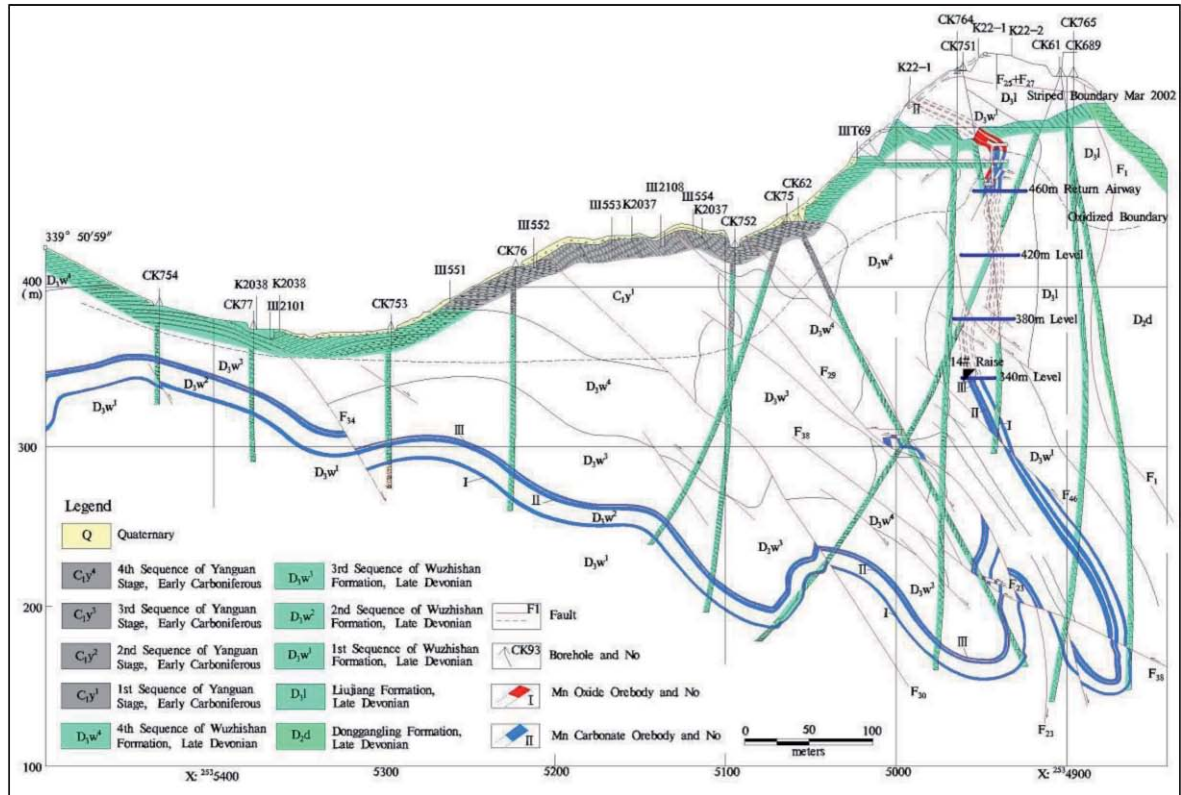 CK764
K22-1
K22-2
CK765
CK751
CK61
CK689
K22-1
F25+F27
II
D3l
Striped Boundary Mar 2002
D3w1
IIIT69
D3l
F1
CK62
CK75
III2108
III553
K2037
III554
K2037
460m Return Airway
III552
CK752
Oxidized Boundary
339° 50′59″
CK76
420m Level
D3w4
CK754
K2038
K2038
III551
400
(m)
C1y1
D3w4
CK77
III2101
CK753
D3l
380m Level
D2d
D3w4
D3w3
14# Raise
D3w2
F29
III
340m Level
D3w4
D3w1
D3w3
II
I
F34
F38
III
300
D3w1
D3w1
F1
I
II
F46
Legend
D3w2
D3w4
Q
Quaternary
D3w3
D3w1
II
D3w3
C1y4
4th Sequence of Yanguan
Stage, Early Carboniferous
D3w3
3rd Sequence of Wuzhishan
Formation, Late Devonian
F21
200
I
C1y3
3rd Sequence of Yanguan
Stage, Early Carboniferous
D3w2
2nd Sequence of Wuzhishan
Formation, Late Devonian
F1
Fault
III
C1y2
2nd Sequence of Yanguan
Stage, Early Carboniferous
D3w1
1st Sequence of Wuzhishan
Formation, Late Devonian
CK93
Borehole and No
F38
C1y1
1st Sequence of Yanguan
Stage, Early Carboniferous
D3l
Liujiang Formation,
Late Devonian
I
Mn Oxide Orebody and No
F30
D3w4
4th Sequence of Wuzhishan
Formation, Late Devonian
D2d
Donggangling Formation,
Late Devonian
II
Mn Carbonate Orebody and No
0
50
100
meters
F23
100
X: 2535400
5300
5200
5100
5000
X: 2534900